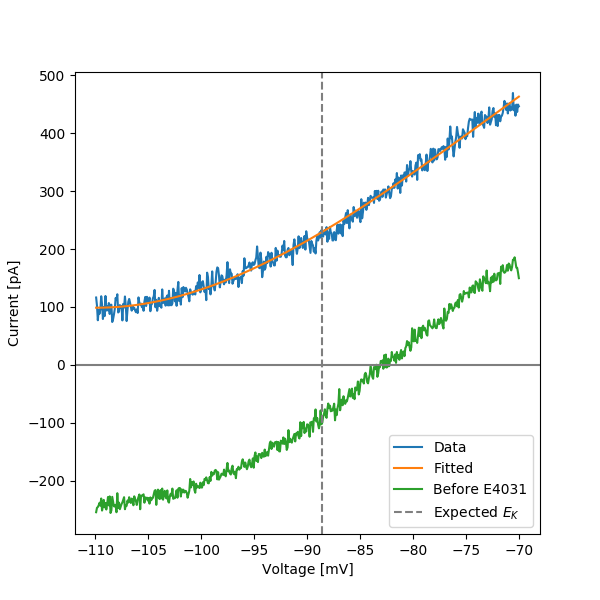 500
400
300
200
100
0
−100
−200
Current [pA]
Data
Fitted
Before E4031
Expected E_K
−110 −105 −100 −95 −90 −85 −80 −75 −70
Voltage [mV]